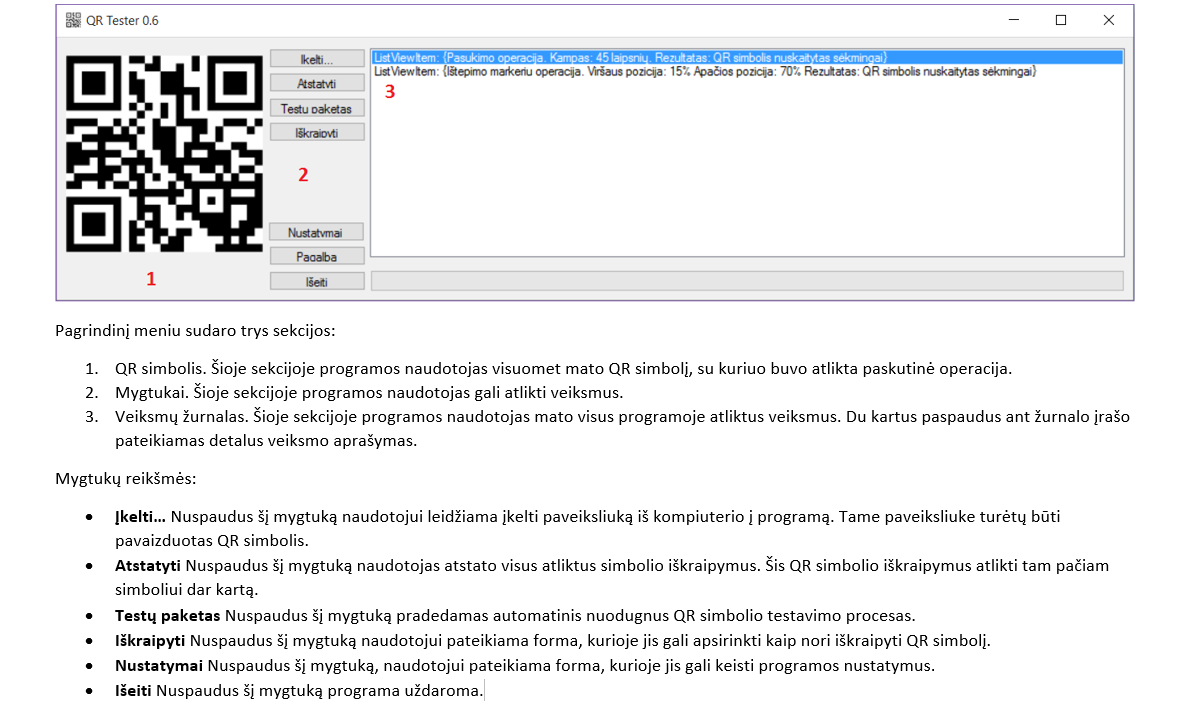 QR Tester 0.6
Įkelti...
Atstatyti
Testų paketas
Iškraipyti
2
Nustatymai
Pagalba
Išeiti
1
ListViewItem: {Pasukimo operacija. Kampas: 45 laipsnių. Rezultatas: QR simbolis nuskaitytas sėkmingai}
ListViewItem: {Ištepimo markeriu operacija. Viršaus pozicija: 15% Apačios pozicija: 70% Rezultatas: QR simbolis nuskaitytas sėkmingai}
3
Pagrindinį meniu sudaro trys sekcijos:
1. QR simbolis. Šioje sekcijoje programos naudotojas visuomet mato QR simbolį, su kuriuo buvo atlikta paskutinė operacija.
2. Mygtukai. Šioje sekcijoje programos naudotojas gali atlikti veiksmus.
3. Veiksmų žurnalas. Šioje sekcijoje programos naudotojas mato visus programoje atliktus veiksmus. Du kartus paspaudus ant žurnalo įrašo
pateikiamas detalus veiksmo aprašymas.
Mygtukų reikšmės:
• Įkelti... Nuspaudus šį mygtuką naudotojui leidžiama įkelti paveiksliuką iš kompiuterio į programą. Tame paveiksliuke turėtų būti
pavaizduotas QR simbolis.
• Atstatyti Nuspaudus šį mygtuką naudotojas atstato visus atliktus simbolio iškraipymus. Šis QR simbolio iškraipymus atlikti tam pačiam
simboliui dar kartą.
• Testų paketas Nuspaudus šį mygtuką pradedamas automatinis nuodugnus QR simbolio testavimo procesas.
• Iškraipyti Nuspaudus šį mygtuką naudotojui pateikiama forma, kurioje jis gali apsirinkti kaip nori iškraipyti QR simbolį.
• Nustatymai Nuspaudus šį mygtuką, naudotojui pateikiama forma, kurioje jis gali keisti programos nustatymus.
• Išeiti Nuspaudus šį mygtuką programa uždaroma.